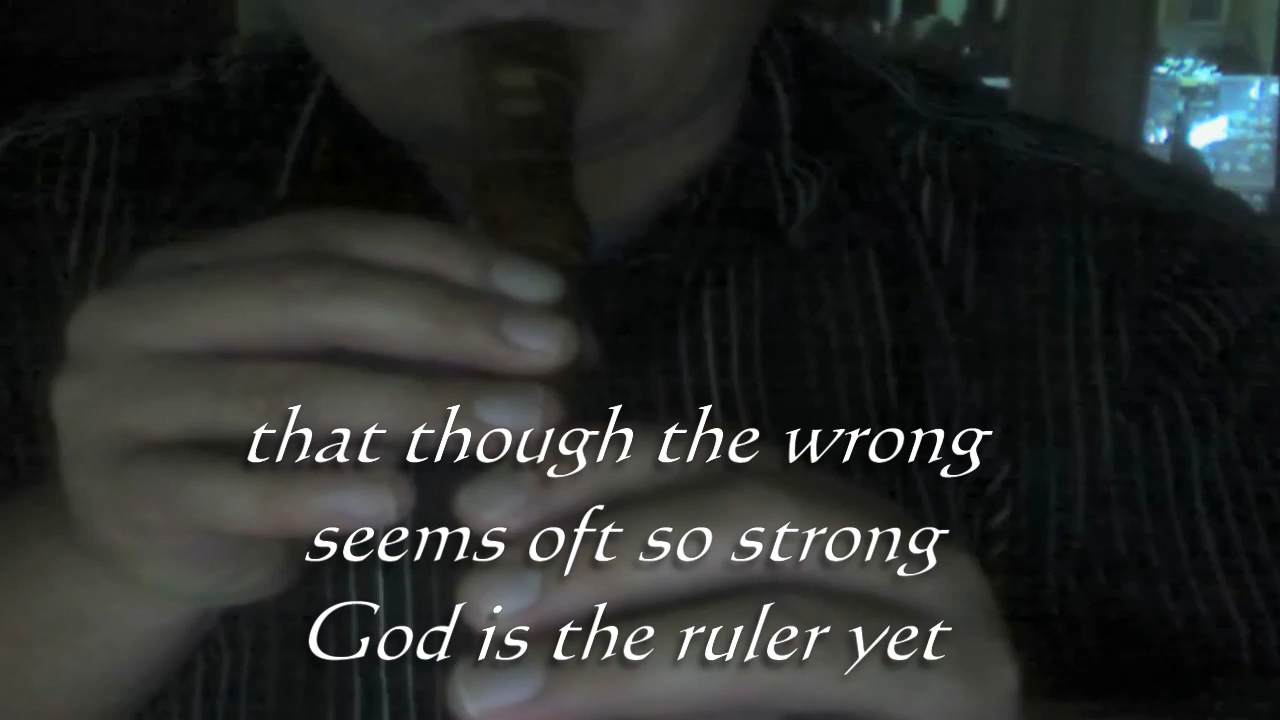 that though the wrong
seems oft so strong
God is the ruler yet